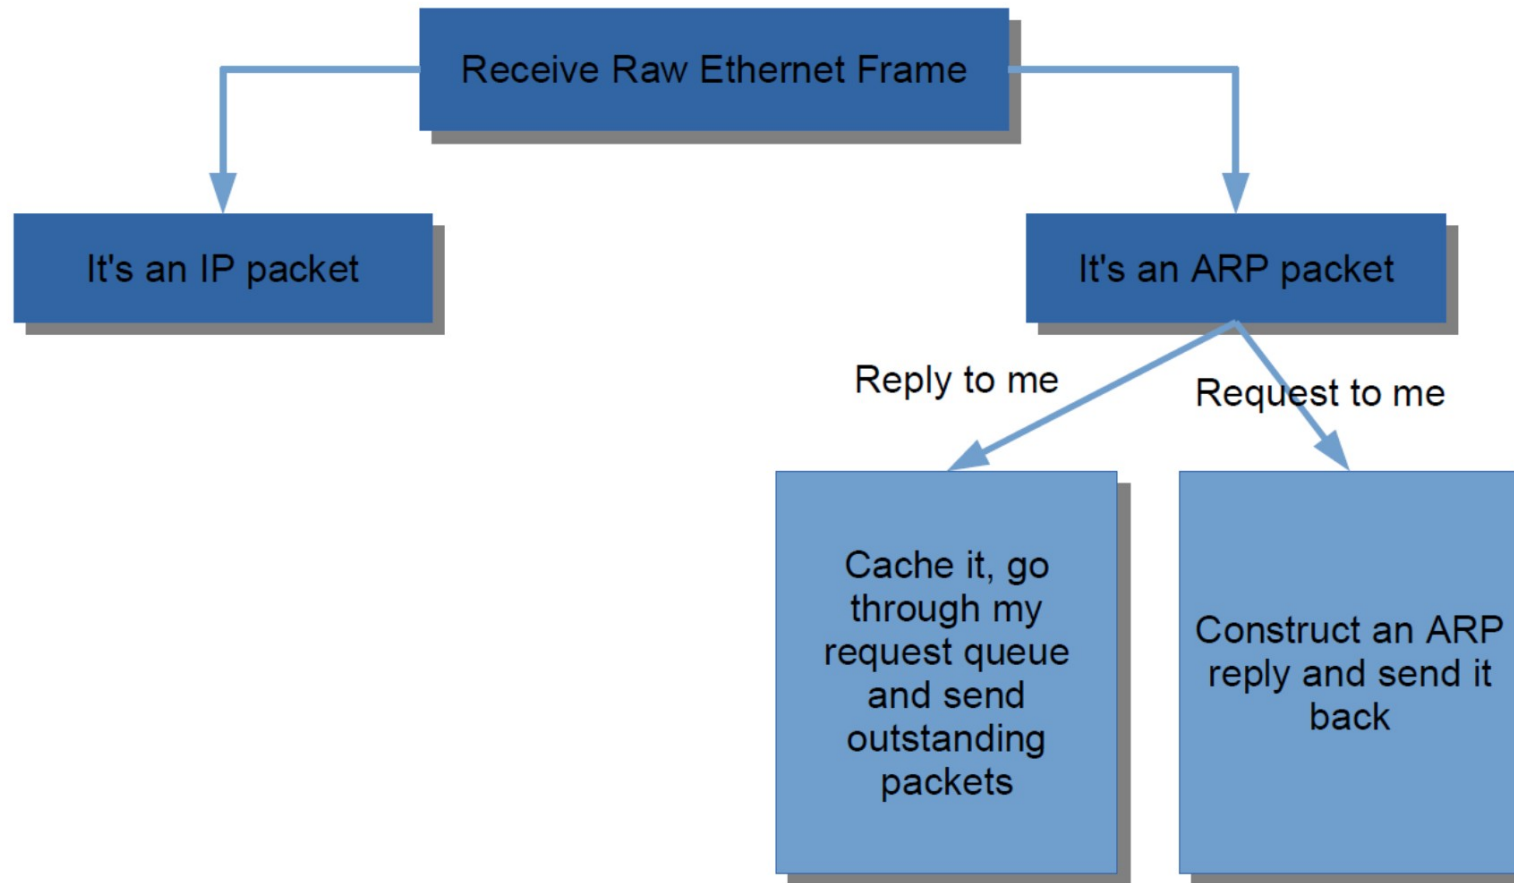 Receive Raw Ethernet Frame
It's an IP packet
It's an ARP packet
Reply to me
Request to me
Cache it, go
through my
request queue
and send
outstanding
packets
Construct an ARP
reply and send it
back